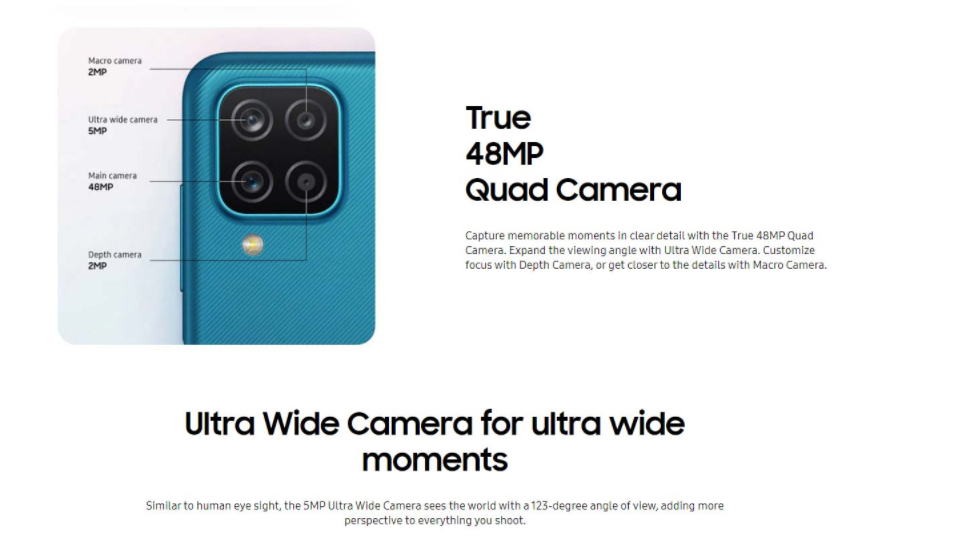 Macro camera
2MP
Ultra wide camera
5MP
Main camera
48MP
Depth camera
2MP
True
48MP
Quad Camera
Capture memorable moments in clear detail with the True 48MP Quad
Camera. Expand the viewing angle with Ultra Wide Camera. Customize
focus with Depth Camera, or get closer to the details with Macro Camera.
Ultra Wide Camera for ultra wide
moments
Similar to human eye sight, the 5MP Ultra Wide Camera sees the world with a 123-degree angle of view, adding more
perspective to everything you shoot.